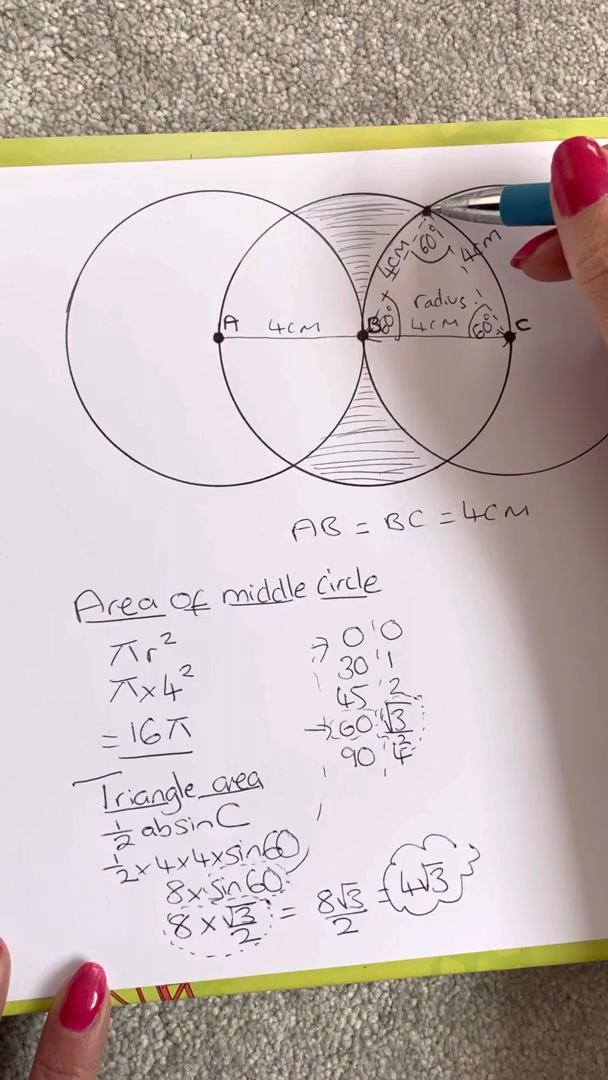 4cm 60° 4cm
radius
A 4cm B 60° 4cm 60° C
AB = BC = 4cm
Area of middle circle
πr²
π×4²
= 16π
→ 0 0
30 1
45 2
→ 60 √3/2
90 4
Triangle area
½ab sin C
½×4×4×sin60
8×sin60
8 × √3/2 = 8√3/2 = 4√3